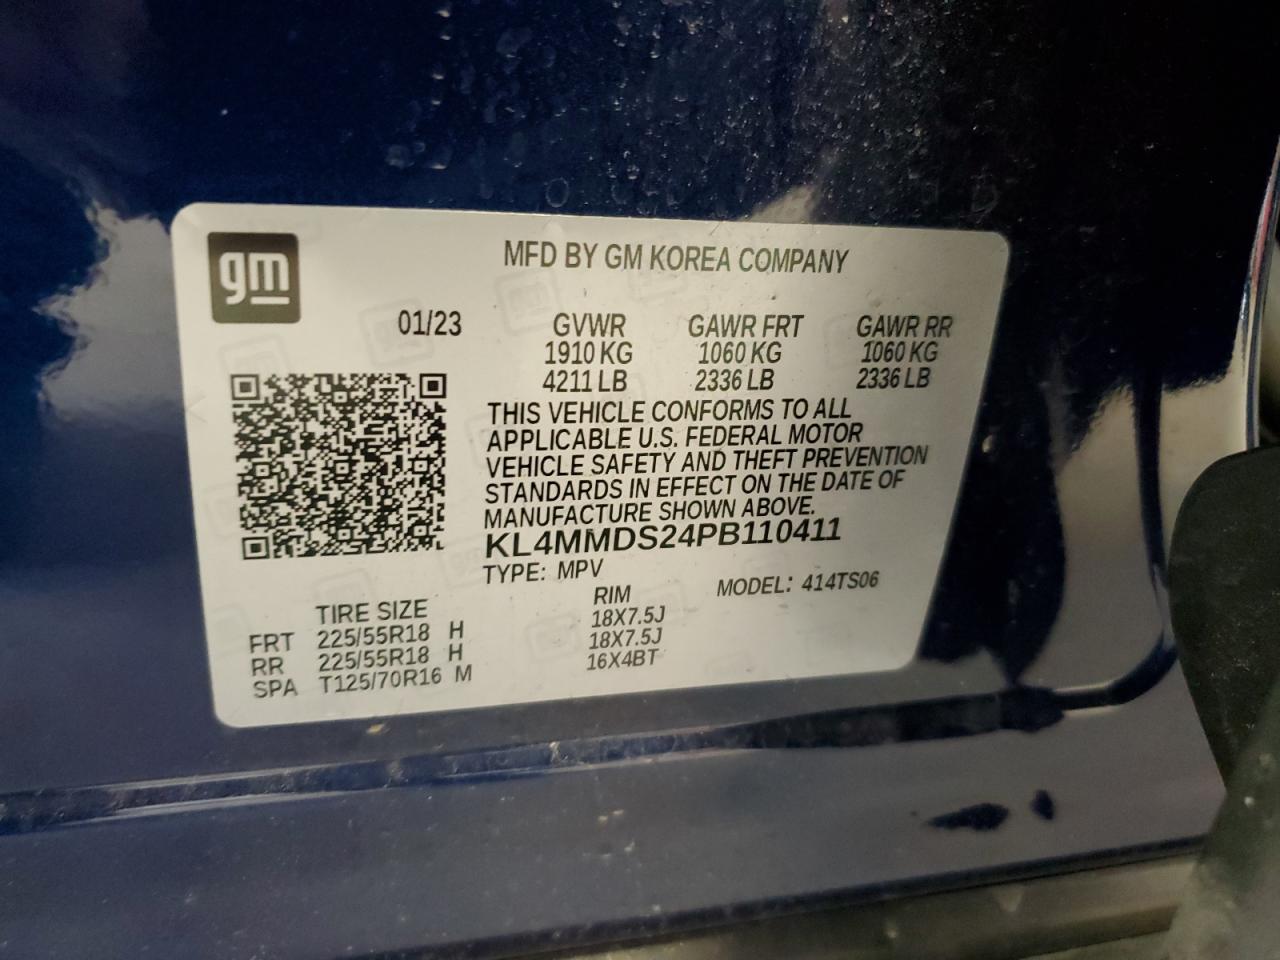 gm
MFD BY GM KOREA COMPANY
01/23
GVWR GAWR FRT GAWR RR
1910 KG 1060 KG 1060 KG
4211 LB 2336 LB 2336 LB
THIS VEHICLE CONFORMS TO ALL
APPLICABLE U.S. FEDERAL MOTOR
VEHICLE SAFETY AND THEFT PREVENTION
STANDARDS IN EFFECT ON THE DATE OF
MANUFACTURE SHOWN ABOVE.
KL4MMDS24PB110411
TYPE: MPV MODEL: 414TS06
TIRE SIZE RIM
FRT 225/55R18 H 18X7.5J
RR 225/55R18 H 18X7.5J
SPA T125/70R16 M 16X4BT